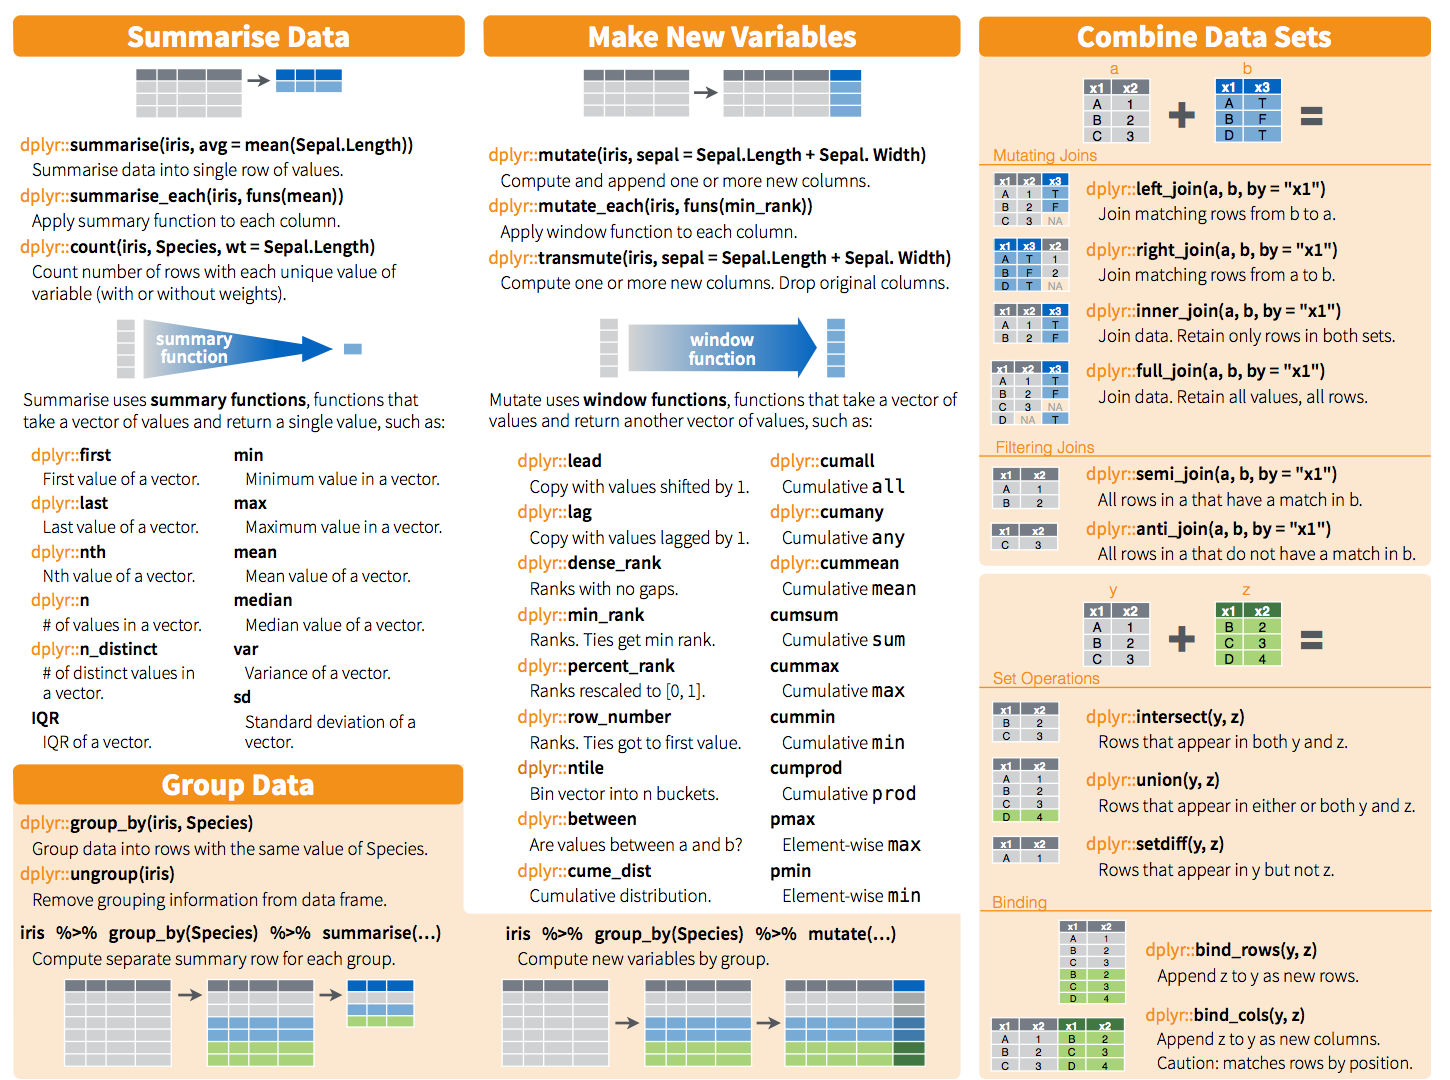 Summarise Data
dplyr::summarise(iris, avg = mean(Sepal.Length))
Summarise data into single row of values.
dplyr::summarise_each(iris, funs(mean))
Apply summary function to each column.
dplyr::count(iris, Species, wt = Sepal.Length)
Count number of rows with each unique value of
variable (with or without weights).
summary
function
Summarise uses summary functions, functions that
take a vector of values and return a single value, such as:
dplyr::first
First value of a vector.
dplyr::last
Last value of a vector.
dplyr::nth
Nth value of a vector.
dplyr::n
# of values in a vector.
dplyr::n_distinct
# of distinct values in
a vector.
IQR
IQR of a vector.
min
Minimum value in a vector.
max
Maximum value in a vector.
mean
Mean value of a vector.
median
Median value of a vector.
var
Variance of a vector.
sd
Standard deviation of a
vector.
Group Data
dplyr::group_by(iris, Species)
Group data into rows with the same value of Species.
dplyr::ungroup(iris)
Remove grouping information from data frame.
iris %>% group_by(Species) %>% summarise(…)
Compute separate summary row for each group.
Make New Variables
dplyr::mutate(iris, sepal = Sepal.Length + Sepal. Width)
Compute and append one or more new columns.
dplyr::mutate_each(iris, funs(min_rank))
Apply window function to each column.
dplyr::transmute(iris, sepal = Sepal.Length + Sepal. Width)
Compute one or more new columns. Drop original columns.
window
function
Mutate uses window functions, functions that take a vector of
values and return another vector of values, such as:
dplyr::lead
Copy with values shifted by 1.
dplyr::lag
Copy with values lagged by 1.
dplyr::dense_rank
Ranks with no gaps.
dplyr::min_rank
Ranks. Ties get min rank.
dplyr::percent_rank
Ranks rescaled to [0, 1].
dplyr::row_number
Ranks. Ties got to first value.
dplyr::ntile
Bin vector into n buckets.
dplyr::between
Are values between a and b?
dplyr::cume_dist
Cumulative distribution.
dplyr::cumall
Cumulative all
dplyr::cumany
Cumulative any
dplyr::cummean
Cumulative mean
cumsum
Cumulative sum
cummax
Cumulative max
cummin
Cumulative min
cumprod
Cumulative prod
pmax
Element-wise max
pmin
Element-wise min
iris %>% group_by(Species) %>% mutate(…)
Compute new variables by group.
Combine Data Sets
a b
x1 x2 x1 x3
A 1 A T
B 2 + B F =
C 3 D T
Mutating Joins
x1 x2 x3
A 1 T
B 2 F
C 3 NA
dplyr::left_join(a, b, by = "x1")
Join matching rows from b to a.
x1 x3 x2
A T 1
B F 2
D T NA
dplyr::right_join(a, b, by = "x1")
Join matching rows from a to b.
x1 x2 x3
A 1 T
B 2 F
dplyr::inner_join(a, b, by = "x1")
Join data. Retain only rows in both sets.
x1 x2 x3
A 1 T
B 2 F
C 3 NA
D NA T
dplyr::full_join(a, b, by = "x1")
Join data. Retain all values, all rows.
Filtering Joins
x1 x2
A 1
B 2
dplyr::semi_join(a, b, by = "x1")
All rows in a that have a match in b.
x1 x2
C 3
dplyr::anti_join(a, b, by = "x1")
All rows in a that do not have a match in b.
y z
x1 x2 x1 x2
A 1 B 2
B 2 + C 3 =
C 3 D 4
Set Operations
x1 x2
B 2
C 3
dplyr::intersect(y, z)
Rows that appear in both y and z.
x1 x2
A 1
B 2
C 3
D 4
dplyr::union(y, z)
Rows that appear in either or both y and z.
x1 x2
A 1
dplyr::setdiff(y, z)
Rows that appear in y but not z.
Binding
x1 x2
A 1
B 2
C 3
B 2
C 3
D 4
dplyr::bind_rows(y, z)
Append z to y as new rows.
x1 x2 x1 x2
A 1 B 2
B 2 C 3
C 3 D 4
dplyr::bind_cols(y, z)
Append z to y as new columns.
Caution: matches rows by position.